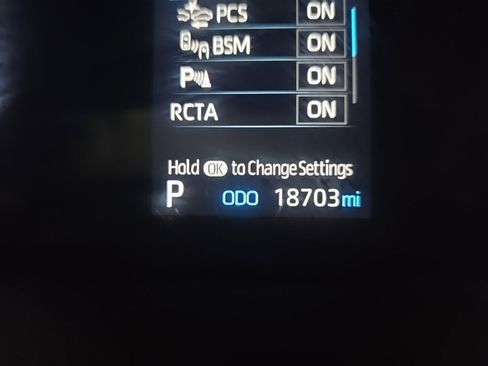 PCS ON
BSM ON
P ON
RCTA ON
Hold OK to Change Settings
P ODO 18703 mi